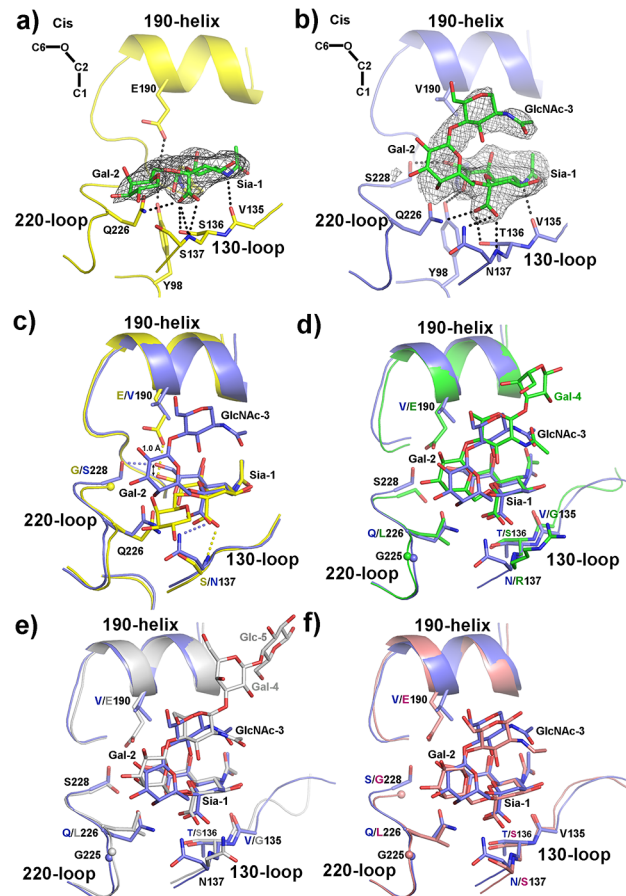 a)
190-helix
Cis
C6
O
C2
C1
E190
Gal-2
Sia-1
Q226
S136
V135
S137
220-loop
130-loop
Y98
b)
190-helix
Cis
C6
O
C2
C1
V190
GlcNAc-3
Gal-2
S228
Sia-1
Q226
V135
T136
Y98
N137
220-loop
130-loop
c)
190-helix
E/V190
GlcNAc-3
1.0 Å
G/S228
Sia-1
Gal-2
220-loop
Q226
130-loop
S/N137
d)
190-helix
Gal-4
V/E190
GlcNAc-3
Gal-2
S228
Sia-1
V/G135
Q/L226
T/S136
G225
130-loop
220-loop
N/R137
e)
190-helix
Glc-5
Gal-4
V/E190
GlcNAc-3
Gal-2
S228
Sia-1
Q/L226
T/S136
V/G135
G225
N137
130-loop
220-loop
f)
190-helix
V/E190
GlcNAc-3
Gal-2
S/G228
Sia-1
Q/L226
T/S136
V135
G225
130-loop
220-loop
N/S137